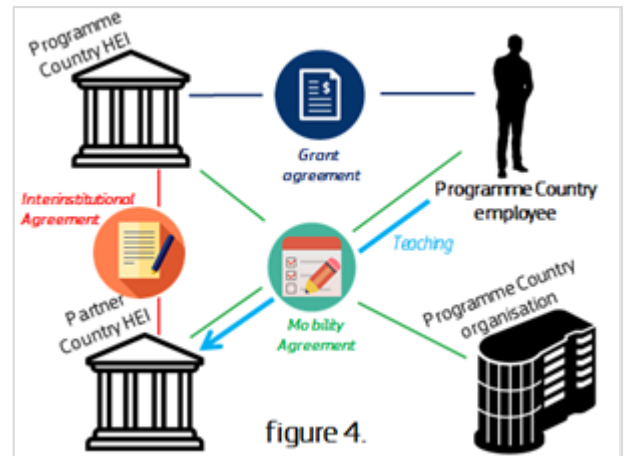 Programme
Country HEI
Grant
agreement
Programme Country
employee
Interinstitutional
Agreement
Teaching
Partner
Country HEI
Mobility
Agreement
Programme Country
organisation
figure 4.